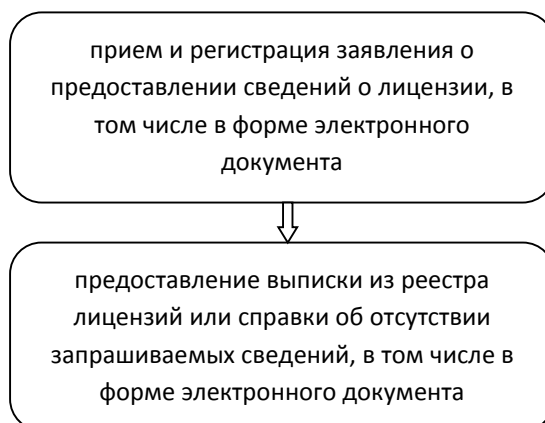 прием и регистрация заявления о
предоставлении сведений о лицензии, в
том числе в форме электронного
документа
предоставление выписки из реестра
лицензий или справки об отсутствии
запрашиваемых сведений, в том числе в
форме электронного документа